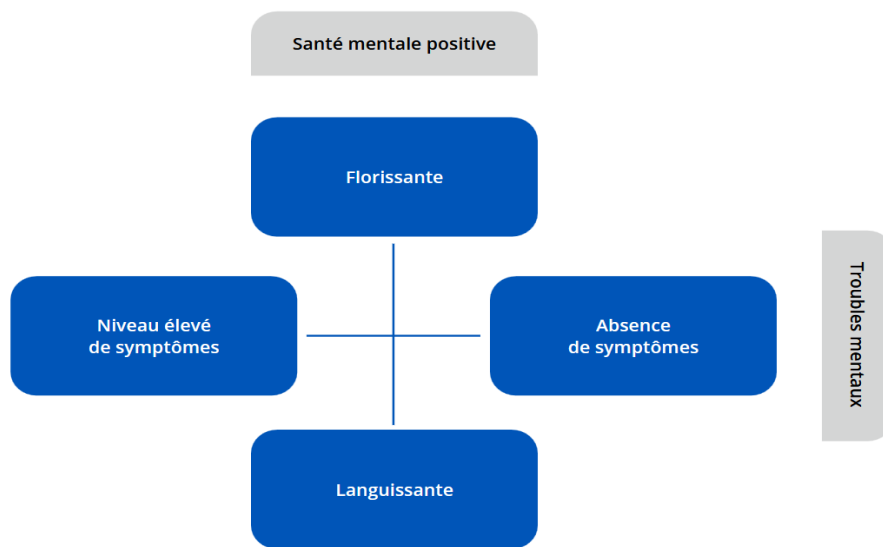 Santé mentale positive
Florissante
Niveau élevé
de symptômes
Absence
de symptômes
Troubles mentaux
Languissante